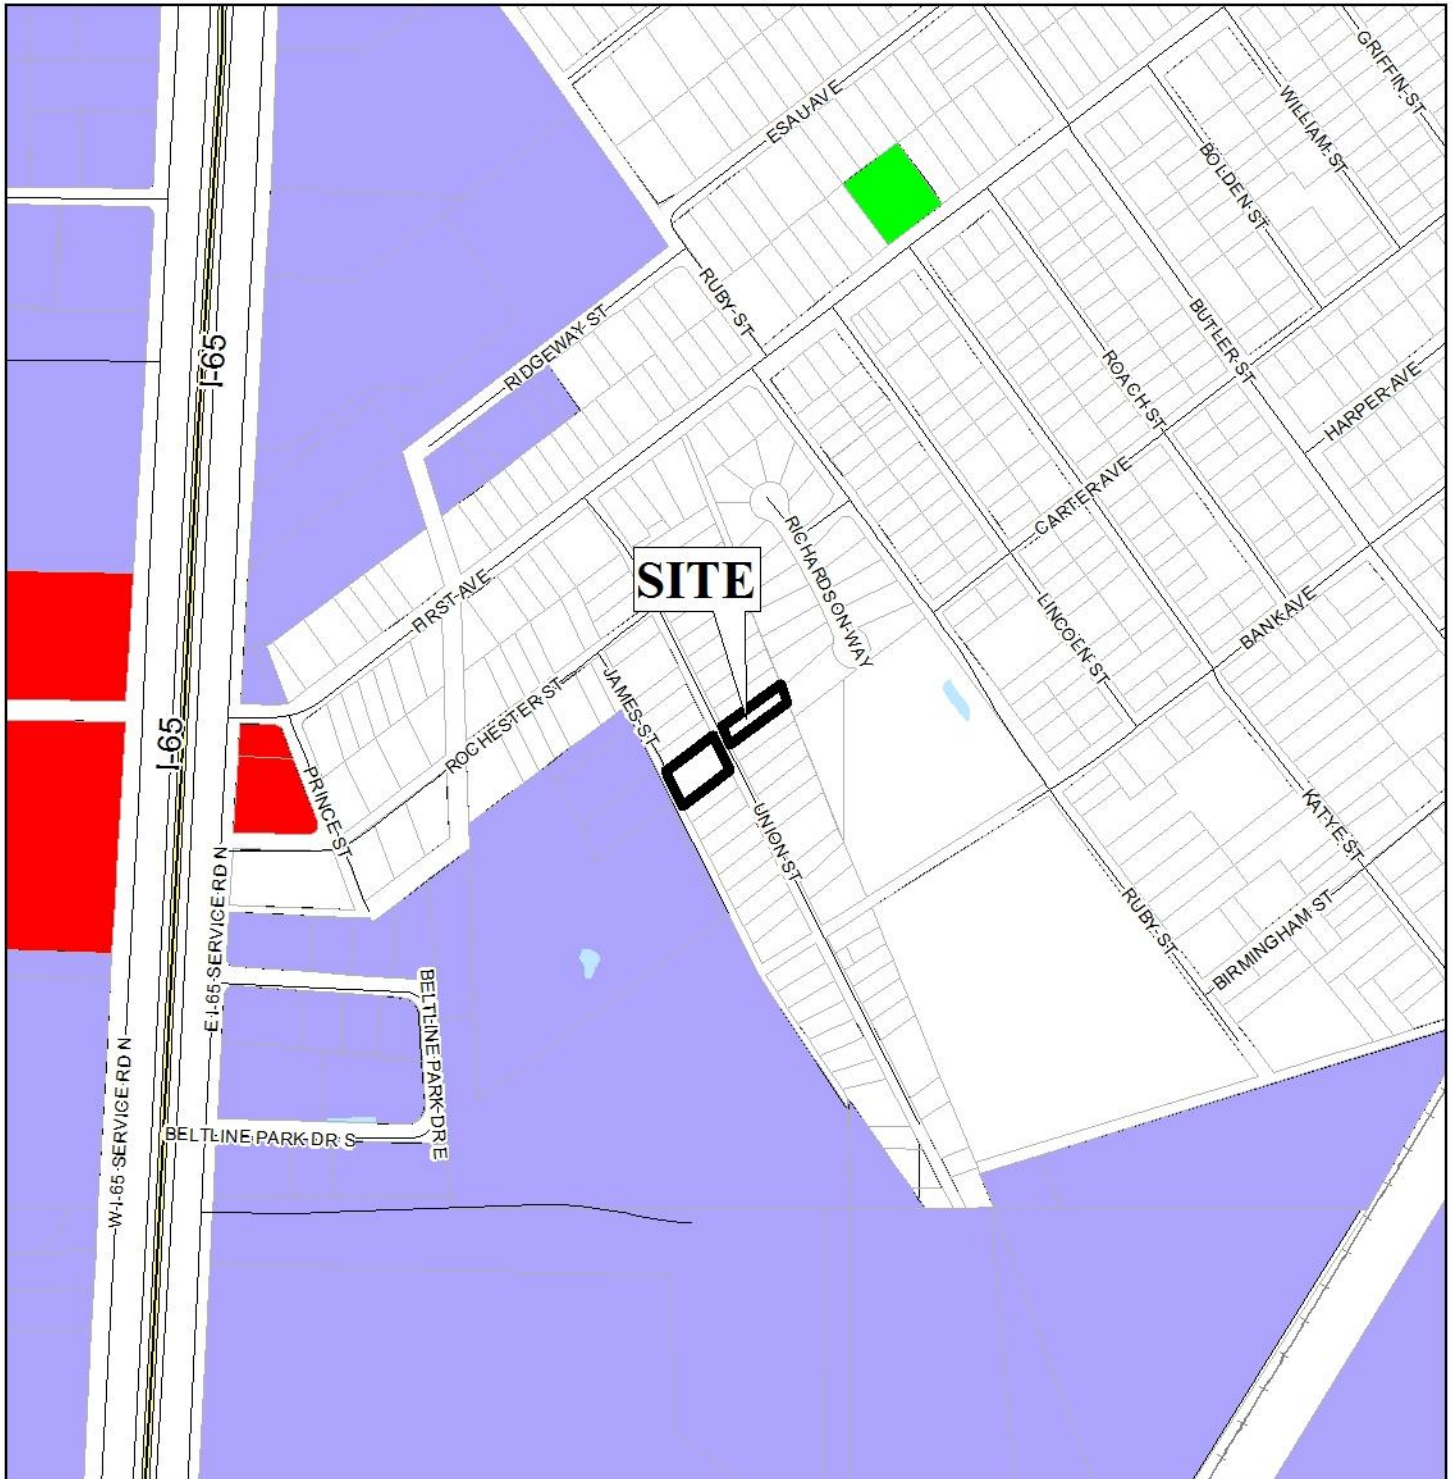 GRIFFIN ST
ESAU AVE
WILLIAM ST
BOLDEN ST
RUBY ST
RIDGEWAY ST
BUTLER ST
I-65
ROACH ST
HARPER AVE
CARTER AVE
RICHARDSON WAY
SITE
FIRST AVE
LINCOLN ST
BANK AVE
JAMES ST
ROCHESTER ST
I-65
PRINCE ST
UNION ST
KATYE ST
E I-65 SERVICE RD N
RUBY ST
BIRMINGHAM ST
BELTLINE PARK DR E
W I-65 SERVICE RD N
BELTLINE PARK DR S